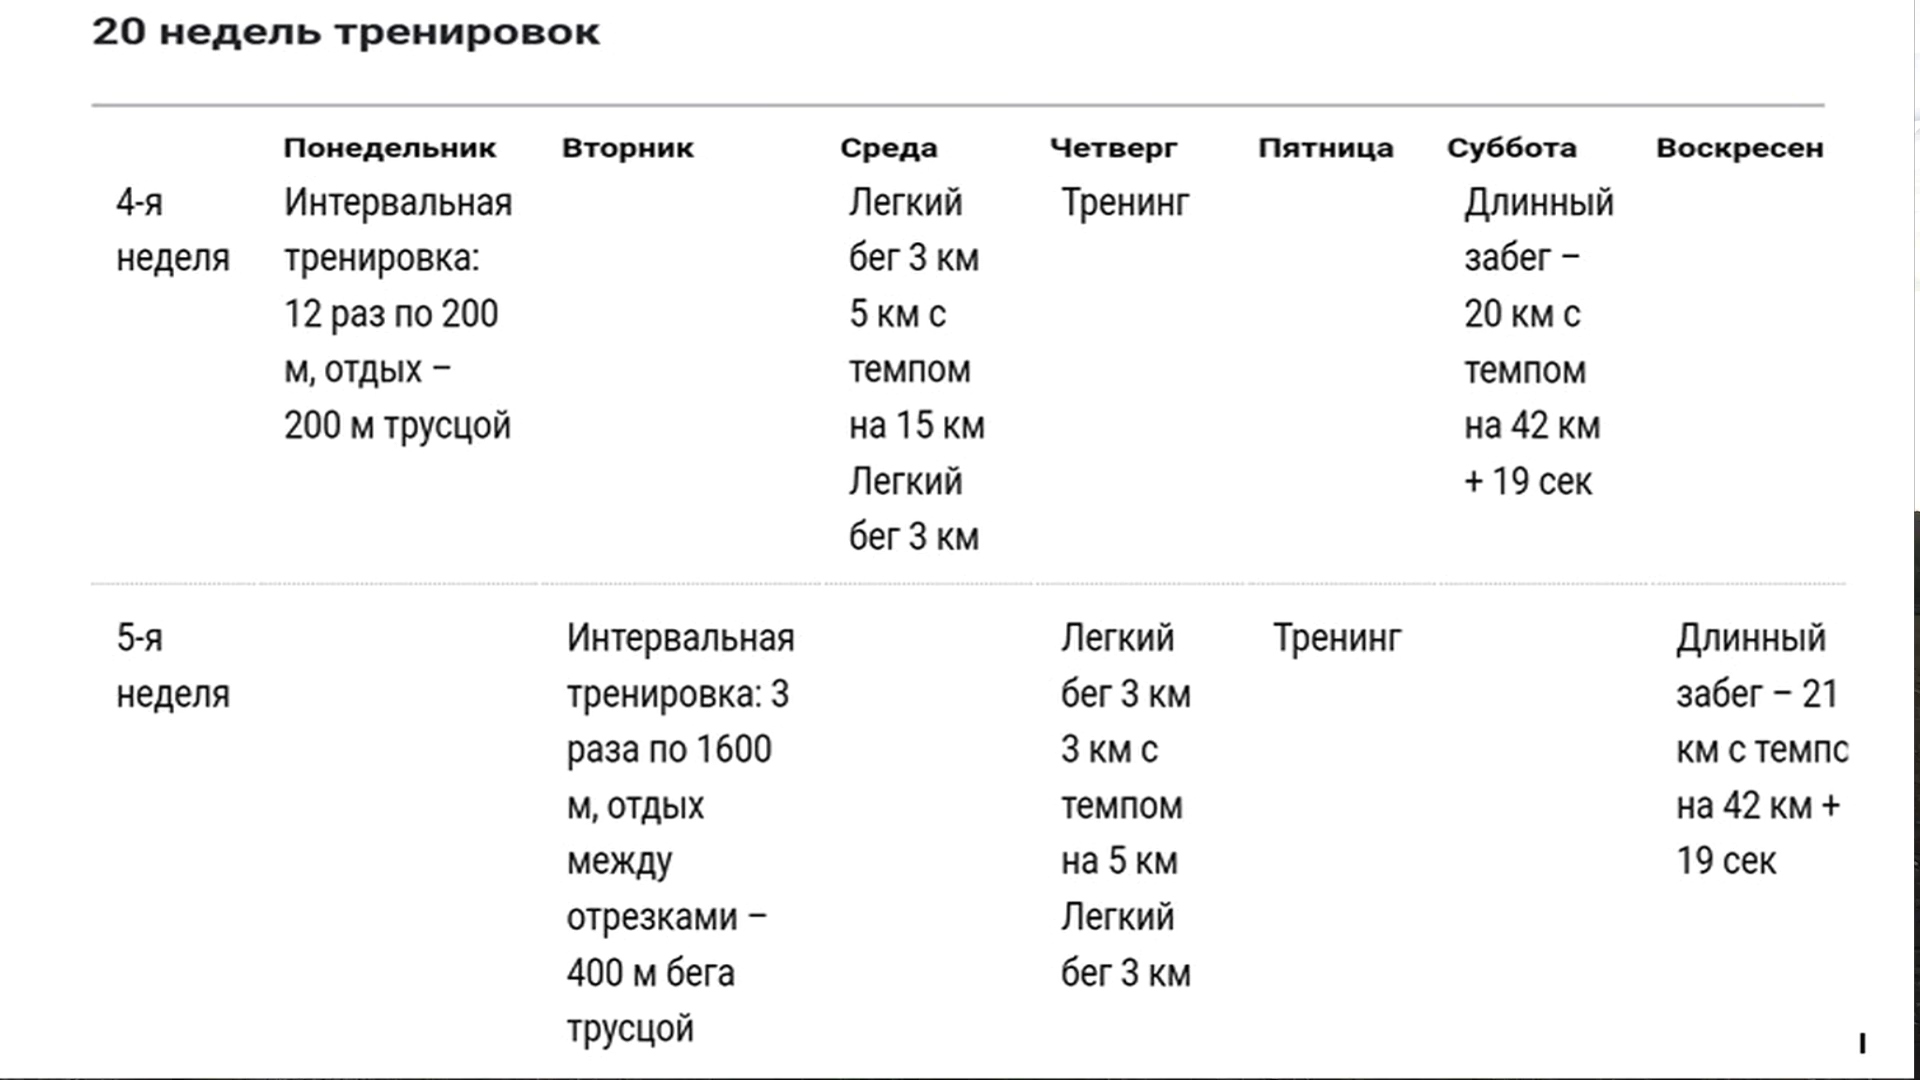 20 недель тренировок
Понедельник Вторник Среда Четверг Пятница Суббота Воскресен
4-я
неделя
Интервальная
тренировка:
12 раз по 200
м, отдых –
200 м трусцой
Легкий
бег 3 км
5 км с
темпом
на 15 км
Легкий
бег 3 км
Тренинг
Длинный
забег –
20 км с
темпом
на 42 км
+ 19 сек
5-я
неделя
Интервальная
тренировка: 3
раза по 1600
м, отдых
между
отрезками –
400 м бега
трусцой
Легкий
бег 3 км
3 км с
темпом
на 5 км
Легкий
бег 3 км
Тренинг
Длинный
забег – 21
км с темпо
на 42 км +
19 сек